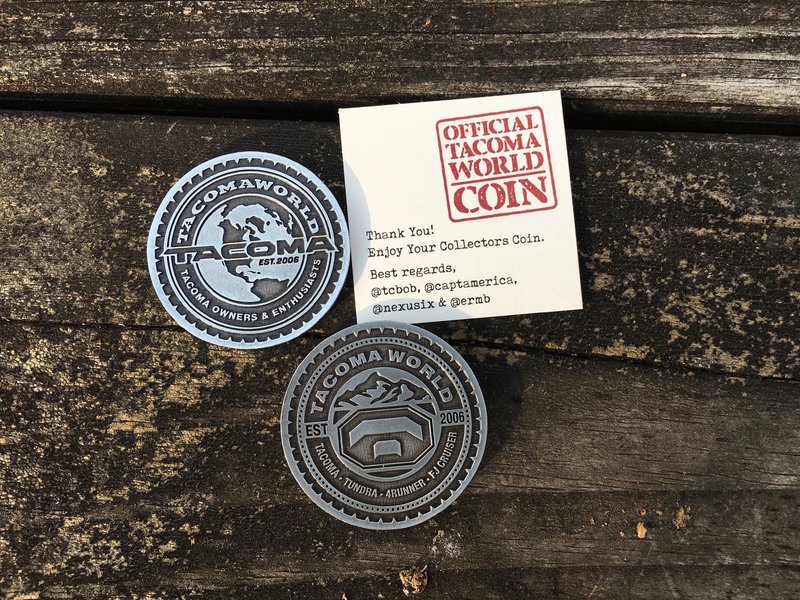 TACOMAWORLD
TACOMA
EST. 2006
TACOMA OWNERS & ENTHUSIASTS
OFFICIAL
TACOMA
WORLD
COIN
Thank You!
Enjoy Your Collectors Coin.
Best regards,
@tcbob, @captamerica,
@nexusix & @ermb
TACOMA WORLD
EST 2006
TACOMA - TUNDRA - 4RUNNER - FJ CRUISER